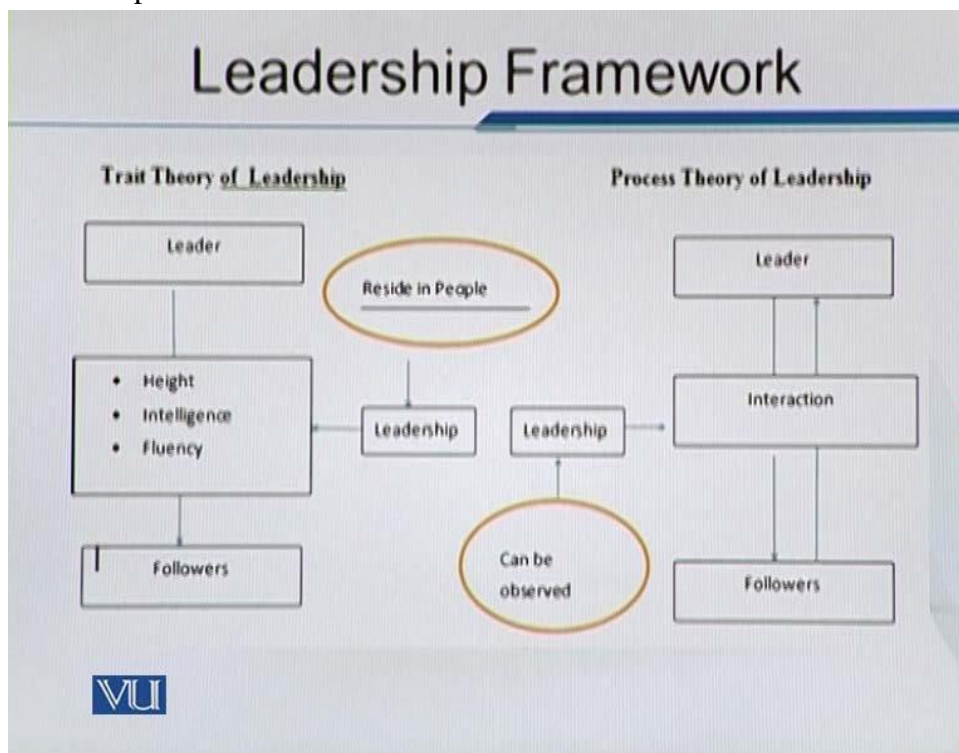 Leadership Framework
Trait Theory of Leadership
Leader
• Height
• Intelligence
• Fluency
Followers
Reside in People
Leadership
Leadership
Can be
observed
Process Theory of Leadership
Leader
Interaction
Followers
VU